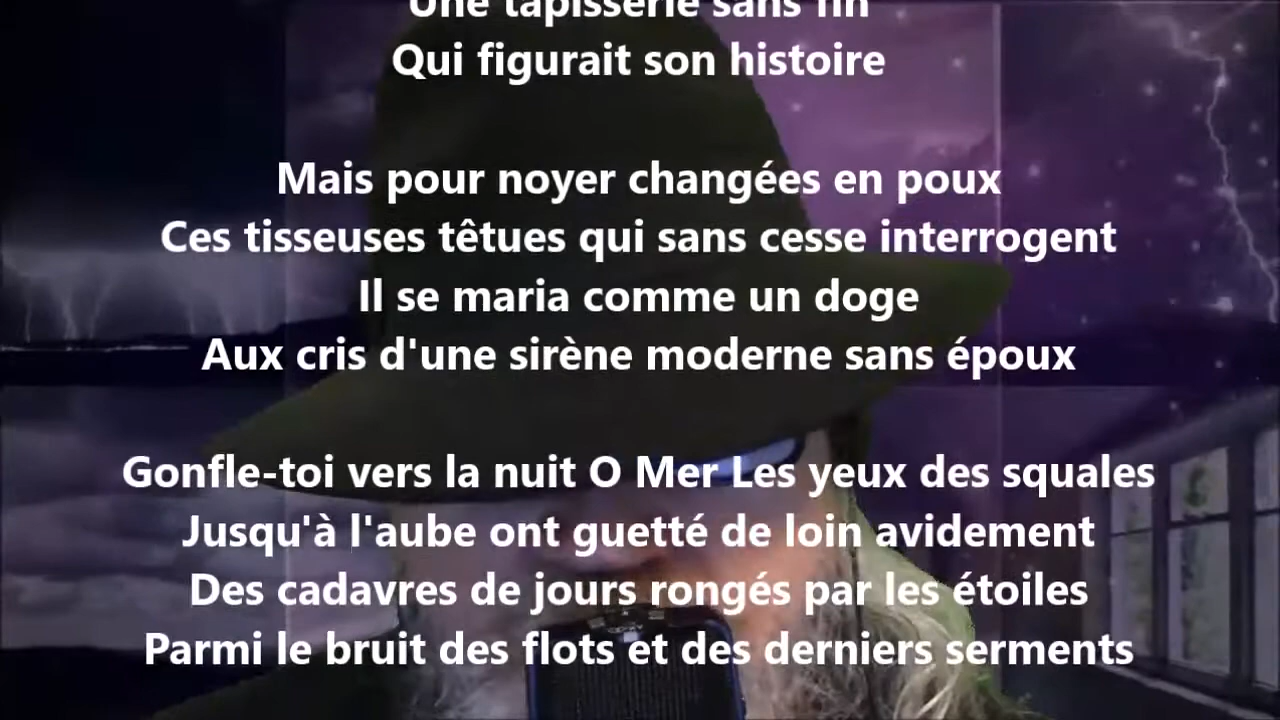 Une tapisserie sans fin
Qui figurait son histoire
Mais pour noyer changées en poux
Ces tisseuses têtues qui sans cesse interrogent
Il se maria comme un doge
Aux cris d'une sirène moderne sans époux
Gonfle-toi vers la nuit O Mer Les yeux des squales
Jusqu'à l'aube ont guetté de loin avidement
Des cadavres de jours rongés par les étoiles
Parmi le bruit des flots et des derniers serments